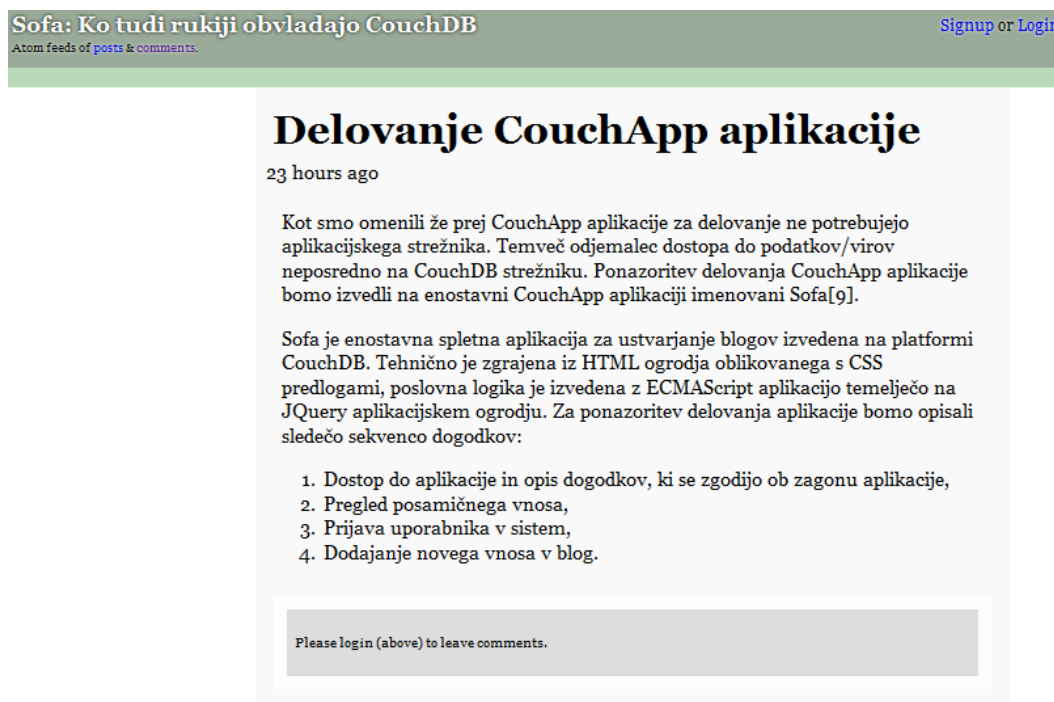 Sofa: Ko tudi rukiji obvladajo CouchDB
Signup or Login
Atom feeds of posts & comments.
Delovanje CouchApp aplikacije
23 hours ago
Kot smo omenili že prej CouchApp aplikacije za delovanje ne potrebujejo
aplikacijskega strežnika. Temveč odjemalec dostopa do podatkov/virov
neposredno na CouchDB strežniku. Ponazoritev delovanja CouchApp aplikacije
bomo izvedli na enostavni CouchApp aplikaciji imenovani Sofa[9].
Sofa je enostavna spletna aplikacija za ustvarjanje blogov izvedena na platformi
CouchDB. Tehnično je zgrajena iz HTML ogrodja oblikovanega s CSS
predlogami, poslovna logika je izvedena z ECMAScript aplikacijo temelječo na
JQuery aplikacijskem ogrodju. Za ponazoritev delovanja aplikacije bomo opisali
sledečo sekvenco dogodkov:
1. Dostop do aplikacije in opis dogodkov, ki se zgodijo ob zagonu aplikacije,
2. Pregled posamičnega vnosa,
3. Prijava uporabnika v sistem,
4. Dodajanje novega vnosa v blog.
Please login (above) to leave comments.